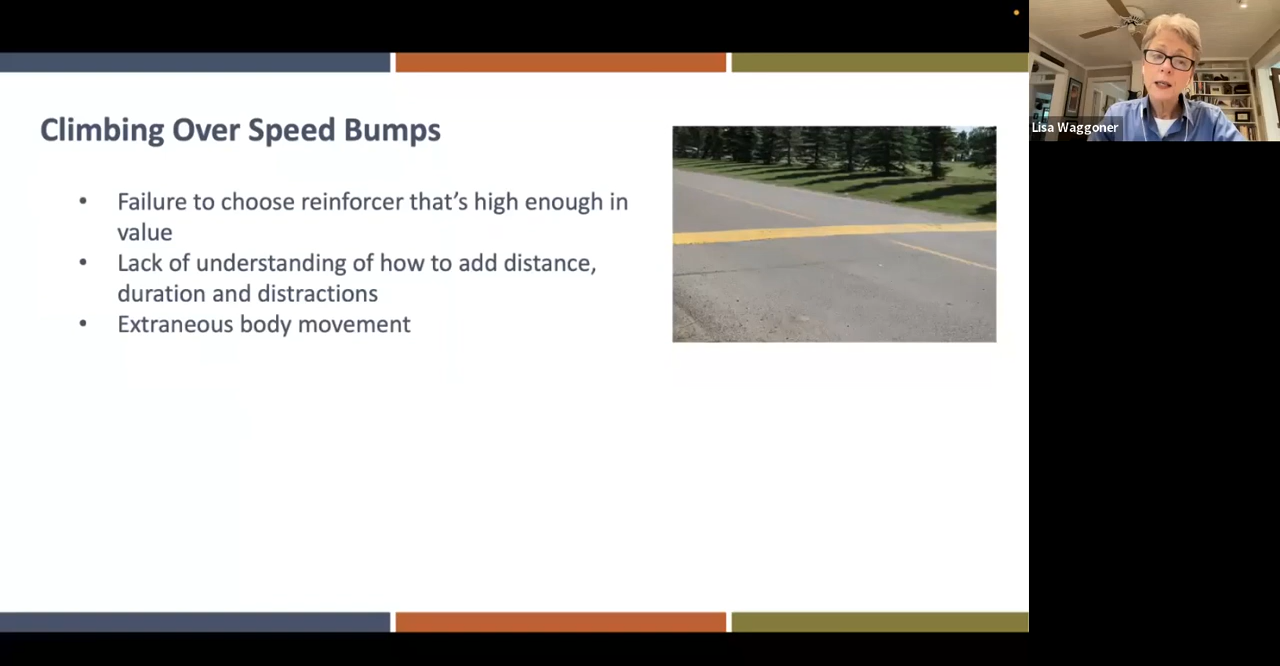 Climbing Over Speed Bumps
• Failure to choose reinforcer that’s high enough in
value
• Lack of understanding of how to add distance,
duration and distractions
• Extraneous body movement
Lisa Waggoner